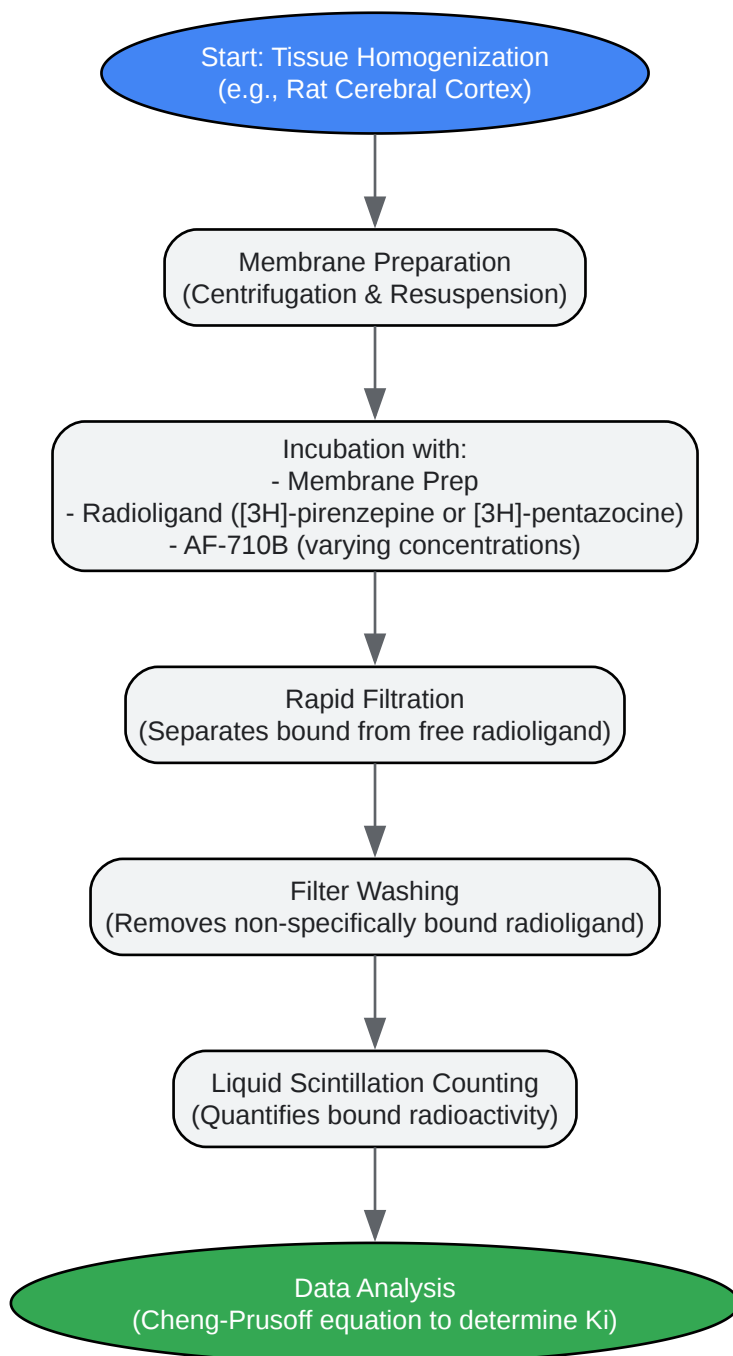 Start: Tissue Homogenization
(e.g., Rat Cerebral Cortex)
Membrane Preparation
(Centrifugation & Resuspension)
Incubation with:
- Membrane Prep
- Radioligand ([3H]-pirenzepine or [3H]-pentazocine)
- AF-710B (varying concentrations)
Rapid Filtration
(Separates bound from free radioligand)
Filter Washing
(Removes non-specifically bound radioligand)
Liquid Scintillation Counting
(Quantifies bound radioactivity)
Data Analysis
(Cheng-Prusoff equation to determine Ki)